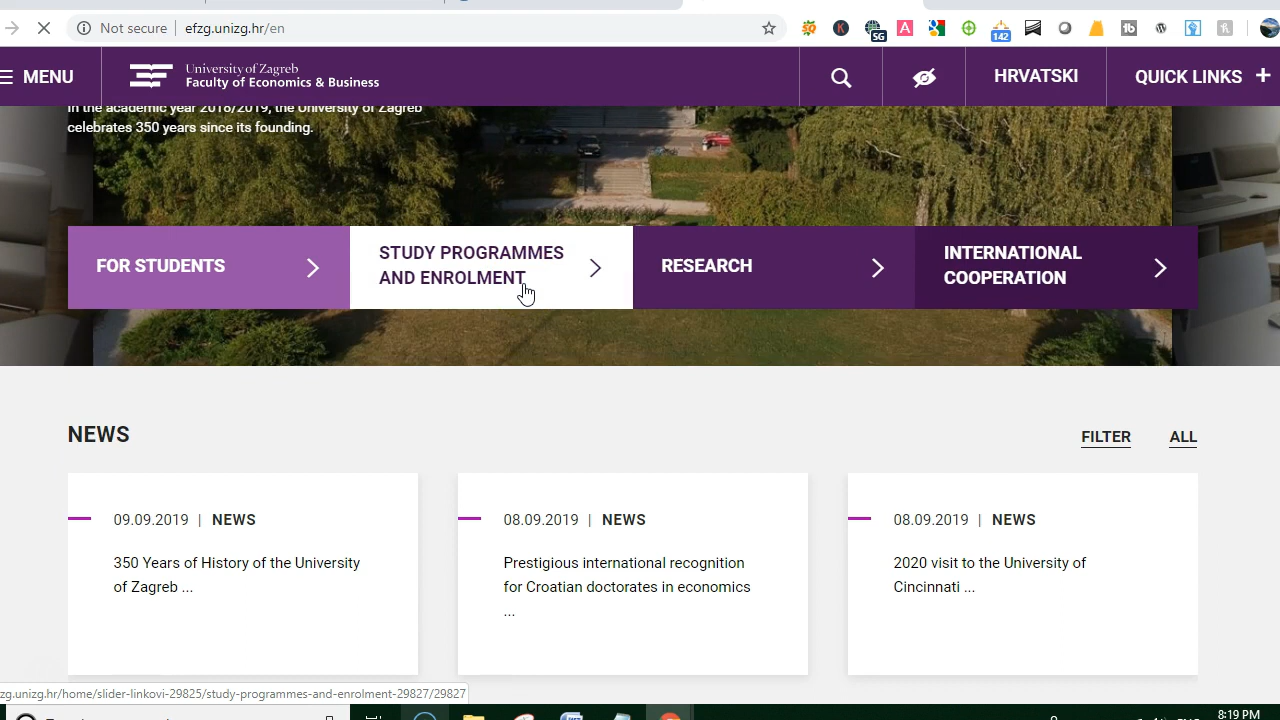 Not secure | efzg.unizg.hr/en
SG
142
MENU
University of Zagreb
Faculty of Economics & Business
HRVATSKI
QUICK LINKS +
In the academic year 2018/2019, the University of Zagreb
celebrates 350 years since its founding.
FOR STUDENTS
STUDY PROGRAMMES
AND ENROLMENT
RESEARCH
INTERNATIONAL
COOPERATION
NEWS
FILTER
ALL
09.09.2019 | NEWS
350 Years of History of the University
of Zagreb ...
08.09.2019 | NEWS
Prestigious international recognition
for Croatian doctorates in economics
...
08.09.2019 | NEWS
2020 visit to the University of
Cincinnati ...
zg.unizg.hr/home/slider-linkovi-29825/study-programmes-and-enrolment-29827/29827
8:19 PM